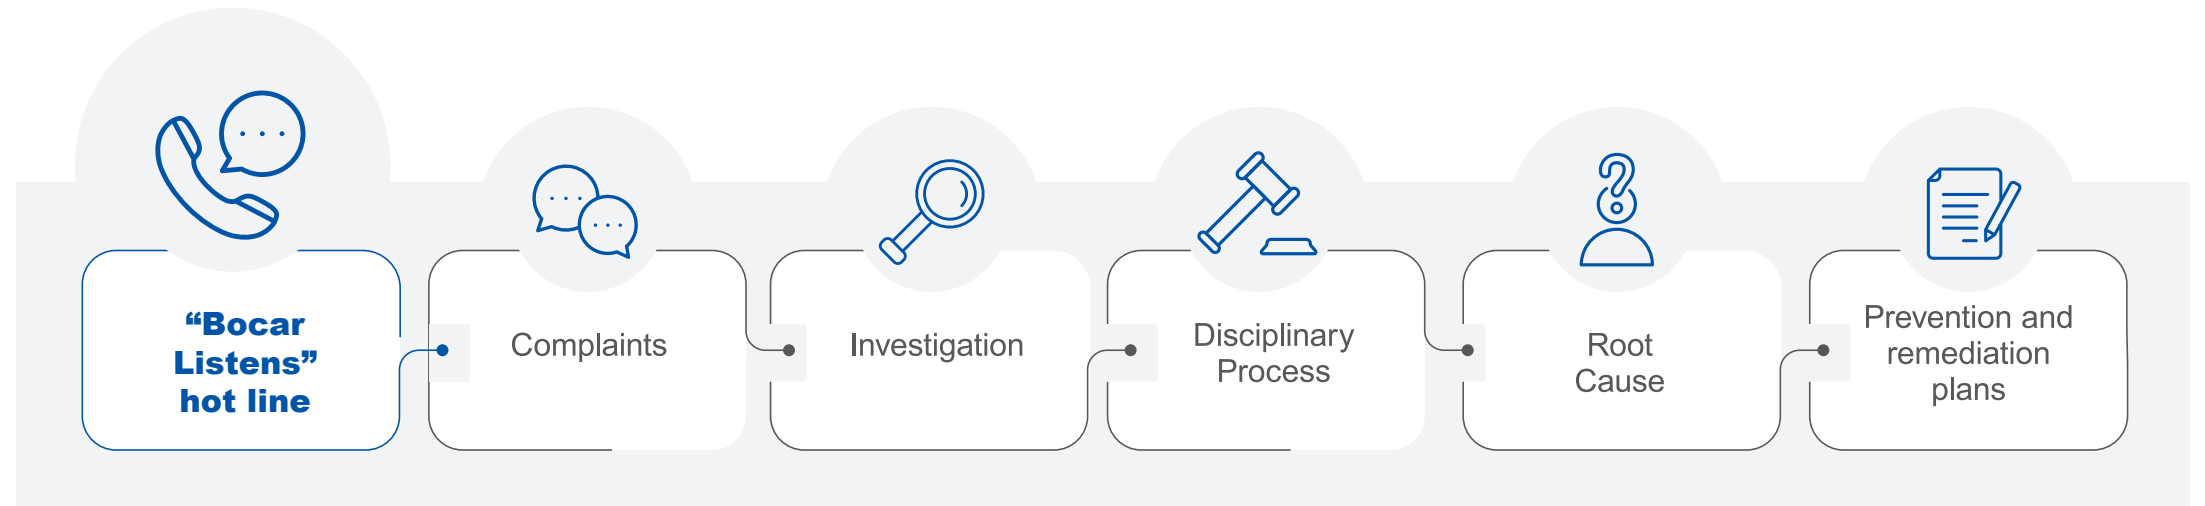 “Bocar
Listens”
hot line
Complaints
Investigation
Disciplinary
Process
Root
Cause
Prevention and
remediation
plans